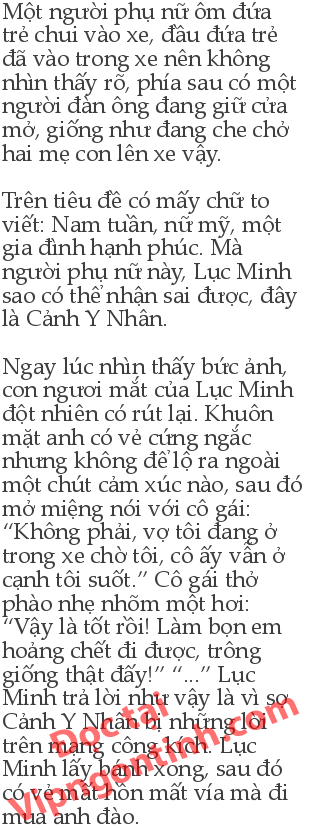 Một người phụ nữ ôm đứa
trẻ chui vào xe, đầu đứa trẻ
đã vào trong xe nên không
nhìn thấy rõ, phía sau có một
người đàn ông đang giữ cửa
mở, giống như đang che chở
hai mẹ con lên xe vậy.
Trên tiêu đề có mấy chữ to
viết: Nam tuần, nữ mỹ, một
gia đình hạnh phúc. Mà
người phụ nữ này, Lục Minh
sao có thể nhận sai được, đây
là Cảnh Y Nhân.
Ngay lúc nhìn thấy bức ảnh,
con ngươi mắt của Lục Minh
đột nhiên có rút lại. Khuôn
mặt anh có vẻ cứng ngắc
nhưng không để lộ ra ngoài
một chút cảm xúc nào, sau đó
mở miệng nói với cô gái:
“Không phải, vợ tôi đang ở
trong xe chờ tôi, cô ấy vẫn ở
cạnh tôi suốt.” Cô gái thở
phào nhẹ nhõm một hơi:
“Vậy là tốt rồi! Làm bọn em
hoảng chết đi được, trông
giống thật đấy!” “...” Lục
Minh trả lời như vậy là vì sợ
Cảnh Y Nhân bị những lời
trên mạng công kích. Lục
Minh lấy bánh xong, sau đó
có vẻ mất hồn mất vía mà đi
mua anh đào.
Đọc tại
Vipngontinh.com